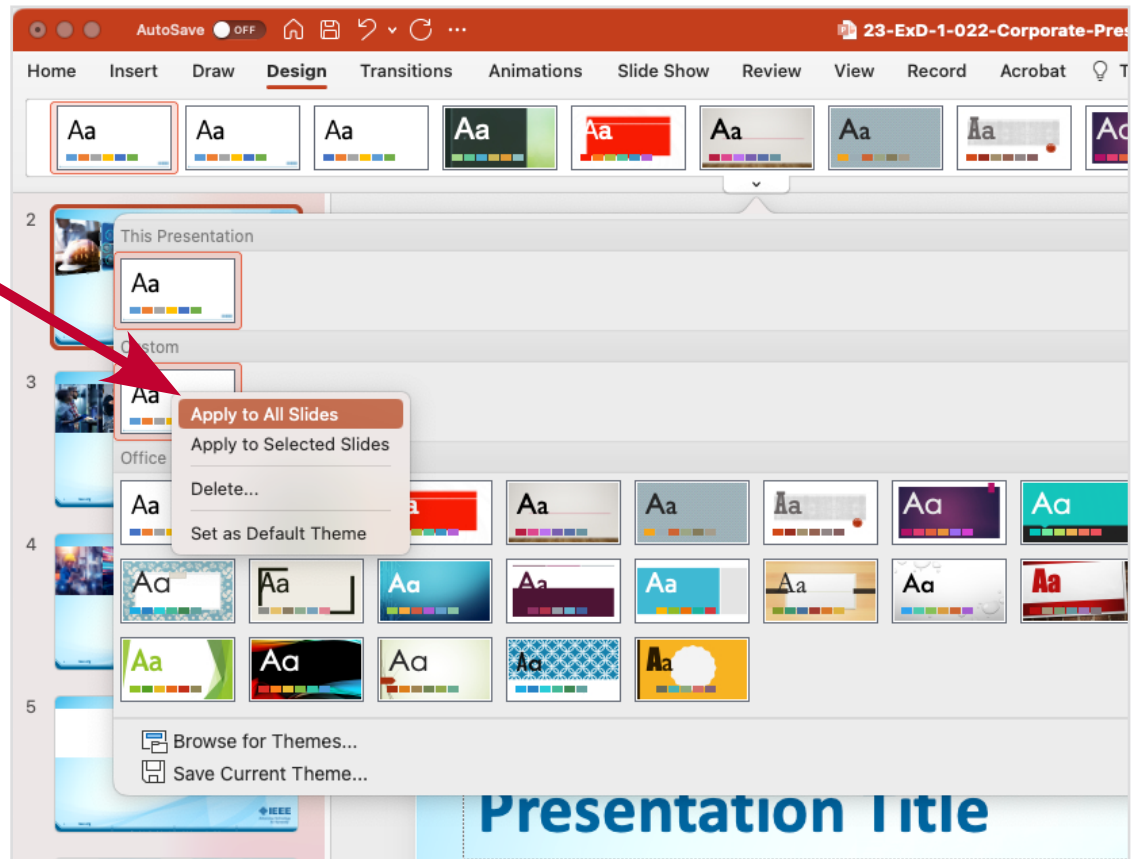 AutoSave OFF 23-ExD-1-022-Corporate-Pres
Home Insert Draw Design Transitions Animations Slide Show Review View Record Acrobat T
Aa Aa Aa Aa Aa Aa Aa Aa Aa
2
This Presentation
Aa
Custom
3
Aa
Apply to All Slides
Apply to Selected Slides
Office
Delete...
Set as Default Theme
Aa a Aa Aa Aa Aa Aa
4
Aa Aa Aa Aa Aa Aa Aa Aa
Aa Aa Aa Aa Aa
5
Browse for Themes...
Save Current Theme...
IEEE
Presentation Title